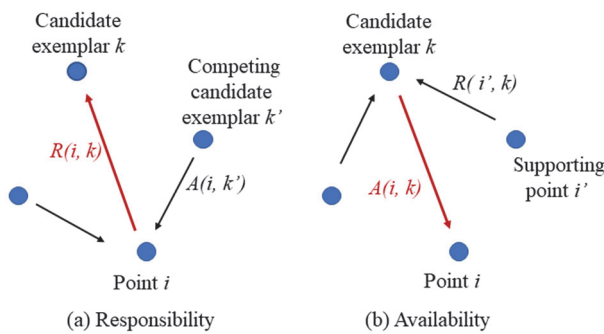 Candidate
exemplar k
Competing
candidate
exemplar k’
R(i, k)
A(i, k’)
Point i
(a) Responsibility
Candidate
exemplar k
R( i’, k)
A(i, k)
Supporting
point i’
Point i
(b) Availability